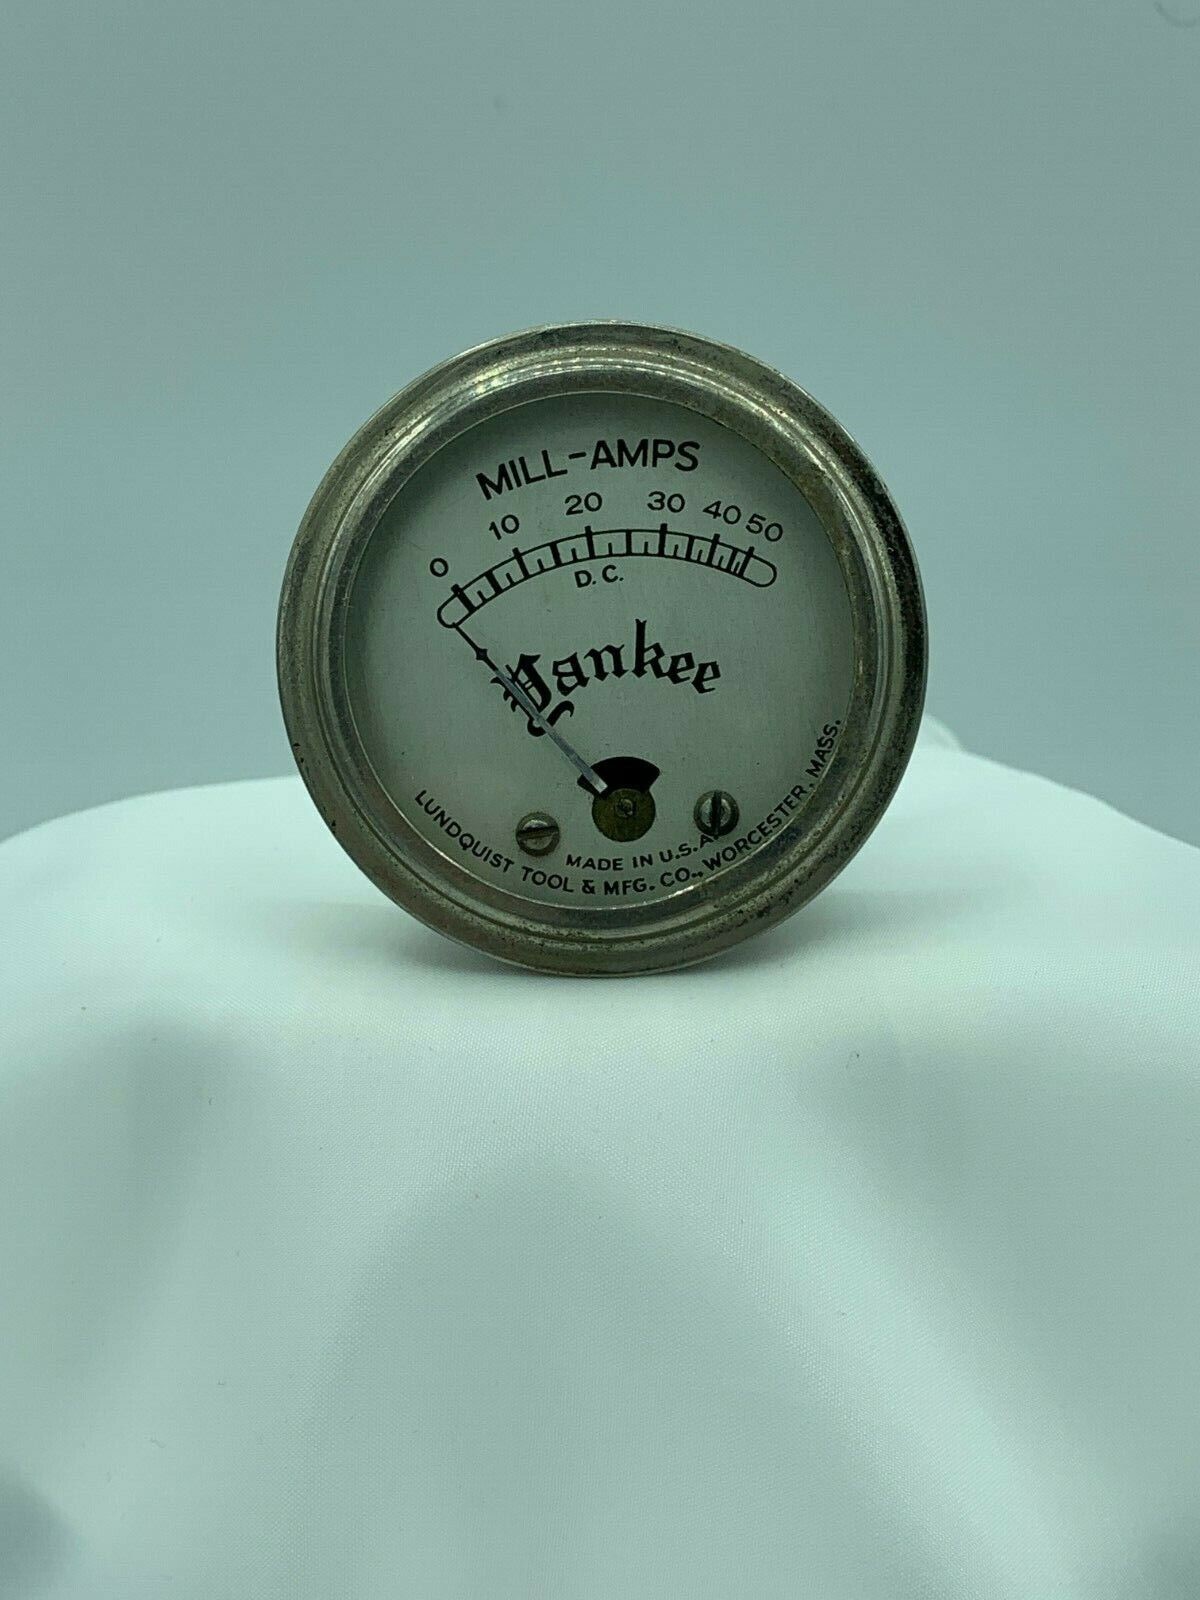 MILL-AMPS
0 10 20 30 40 50
D.C.
Yankee
MADE IN U.S.A.
LUNDQUIST TOOL & MFG. CO., WORCESTER, MASS.